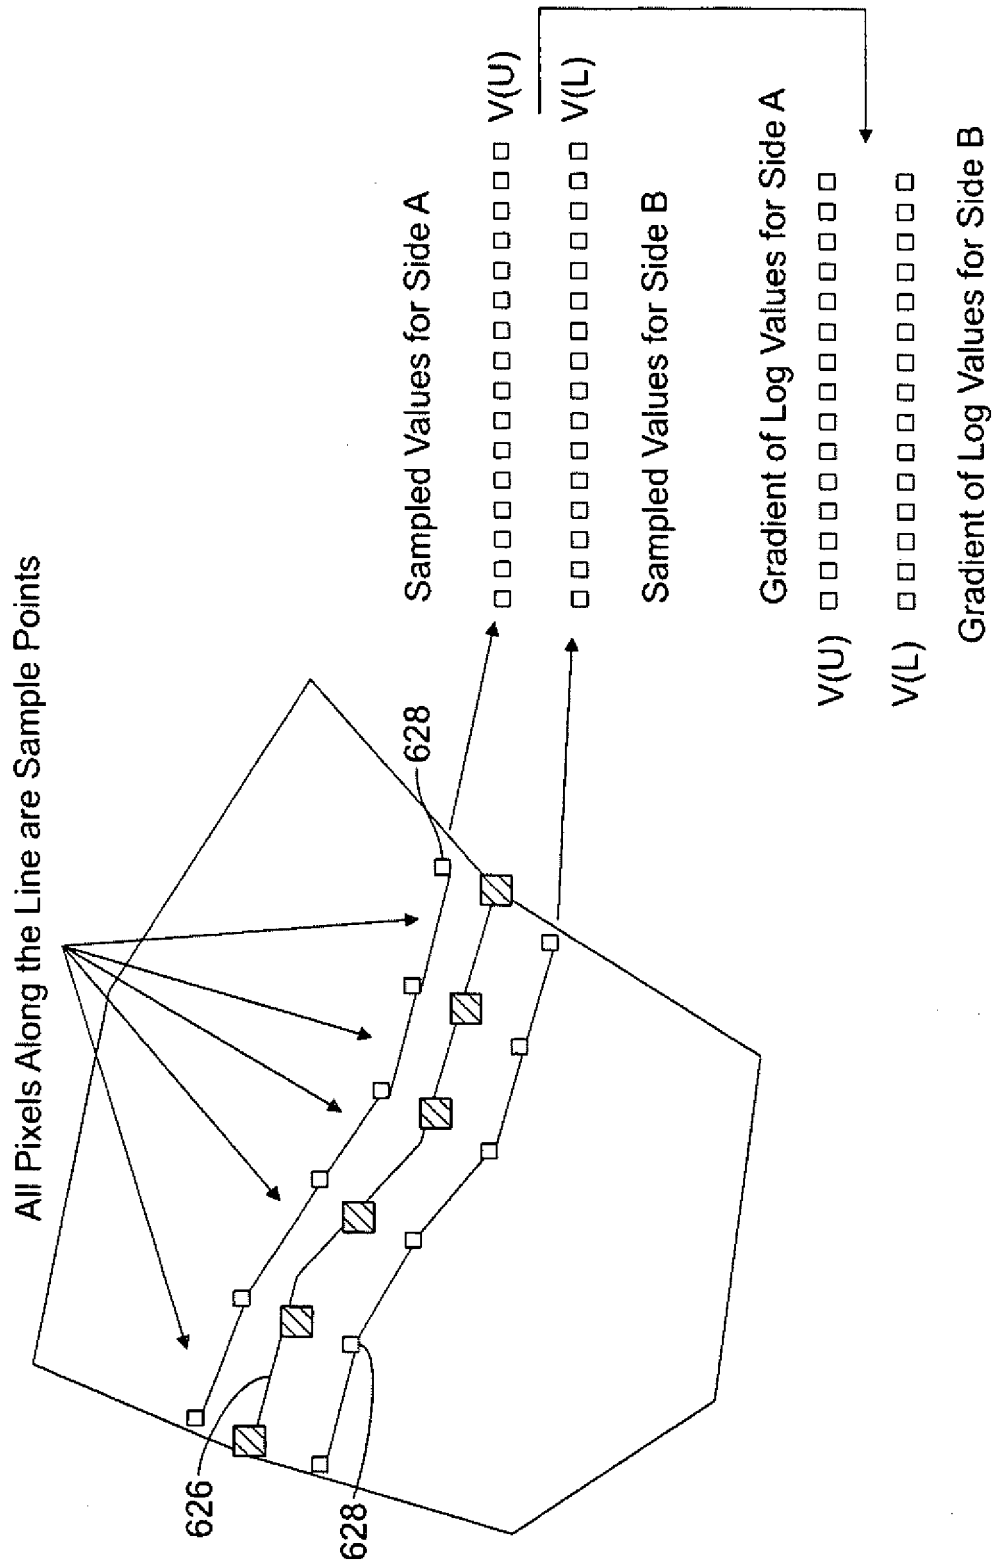 All Pixels Along the Line are Sample Points
626
628
628
Sampled Values for Side A
V(U)
V(L)
Sampled Values for Side B
Gradient of Log Values for Side A
V(U)
V(L)
Gradient of Log Values for Side B